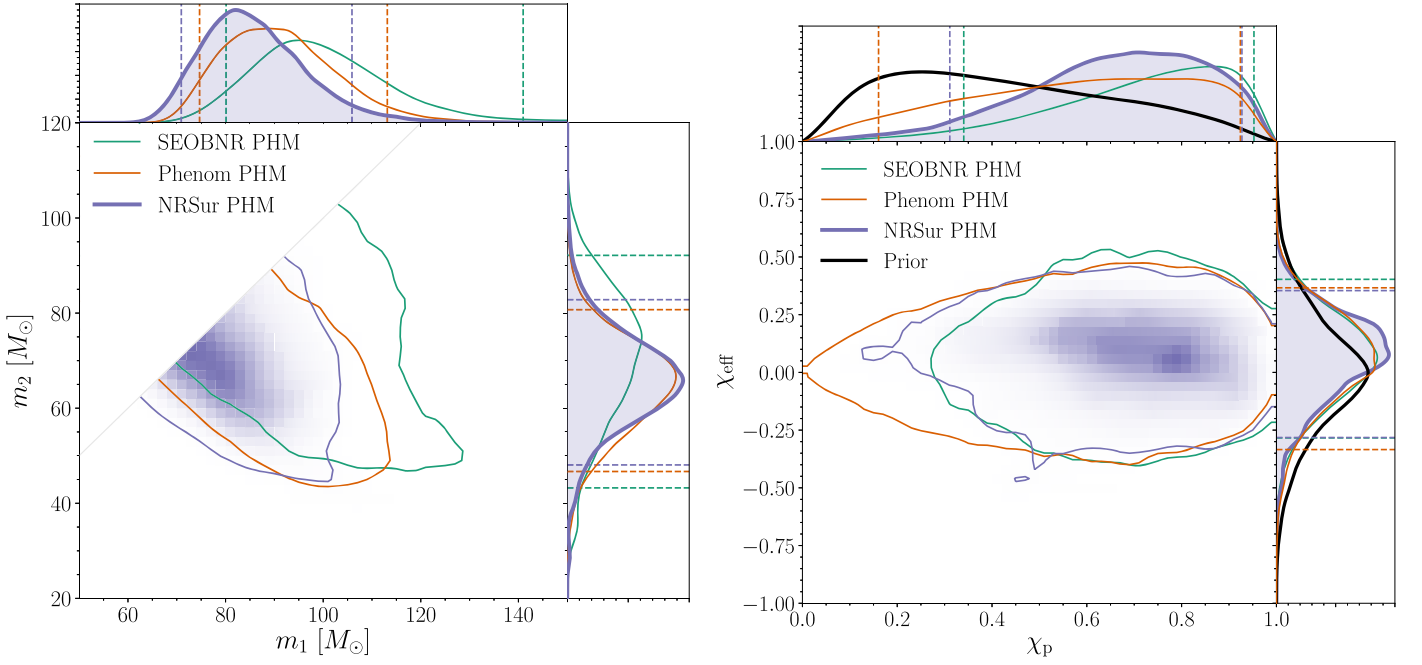 120
100
80
60
40
20
m₂ [M⊙]
SEOBNR PHM
Phenom PHM
NRSur PHM
60
80
100
120
140
m₁ [M⊙]
1.00
0.75
0.50
0.25
0.00
−0.25
−0.50
−0.75
−1.00
χeff
SEOBNR PHM
Phenom PHM
NRSur PHM
Prior
0.0
0.2
0.4
0.6
0.8
1.0
χp